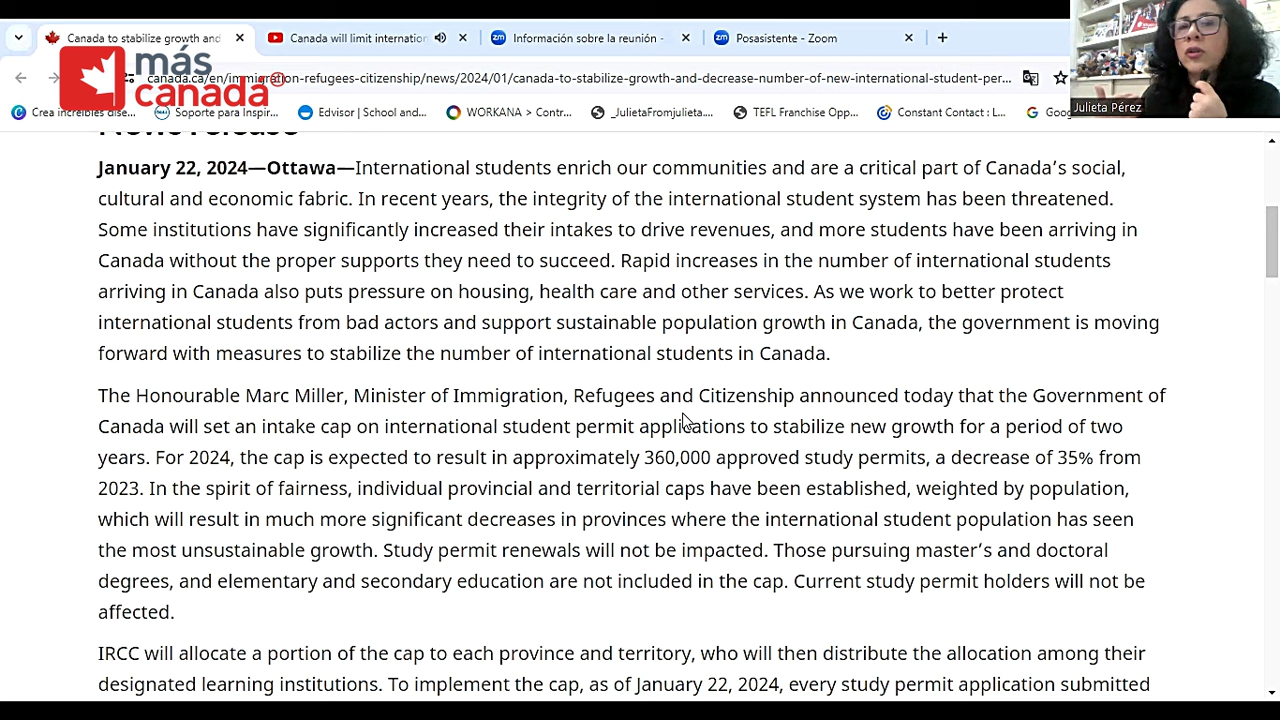 Canada to stabilize growth and
Canada will limit internation
Información sobre la reunión -
Posasistente - Zoom
más
canadá
canada.ca/en/immigration-refugees-citizenship/news/2024/01/canada-to-stabilize-growth-and-decrease-number-of-new-international-student-per...
Julieta Pérez
Crea increíbles dise...
Soporte para Inspir...
Edvisor | School and...
WORKANA > Contr...
_JulietaFromjulieta....
TEFL Franchise Opp...
Constant Contact : L...
Goog
News release
January 22, 2024—Ottawa—International students enrich our communities and are a critical part of Canada's social,
cultural and economic fabric. In recent years, the integrity of the international student system has been threatened.
Some institutions have significantly increased their intakes to drive revenues, and more students have been arriving in
Canada without the proper supports they need to succeed. Rapid increases in the number of international students
arriving in Canada also puts pressure on housing, health care and other services. As we work to better protect
international students from bad actors and support sustainable population growth in Canada, the government is moving
forward with measures to stabilize the number of international students in Canada.
The Honourable Marc Miller, Minister of Immigration, Refugees and Citizenship announced today that the Government of
Canada will set an intake cap on international student permit applications to stabilize new growth for a period of two
years. For 2024, the cap is expected to result in approximately 360,000 approved study permits, a decrease of 35% from
2023. In the spirit of fairness, individual provincial and territorial caps have been established, weighted by population,
which will result in much more significant decreases in provinces where the international student population has seen
the most unsustainable growth. Study permit renewals will not be impacted. Those pursuing master's and doctoral
degrees, and elementary and secondary education are not included in the cap. Current study permit holders will not be
affected.
IRCC will allocate a portion of the cap to each province and territory, who will then distribute the allocation among their
designated learning institutions. To implement the cap, as of January 22, 2024, every study permit application submitted